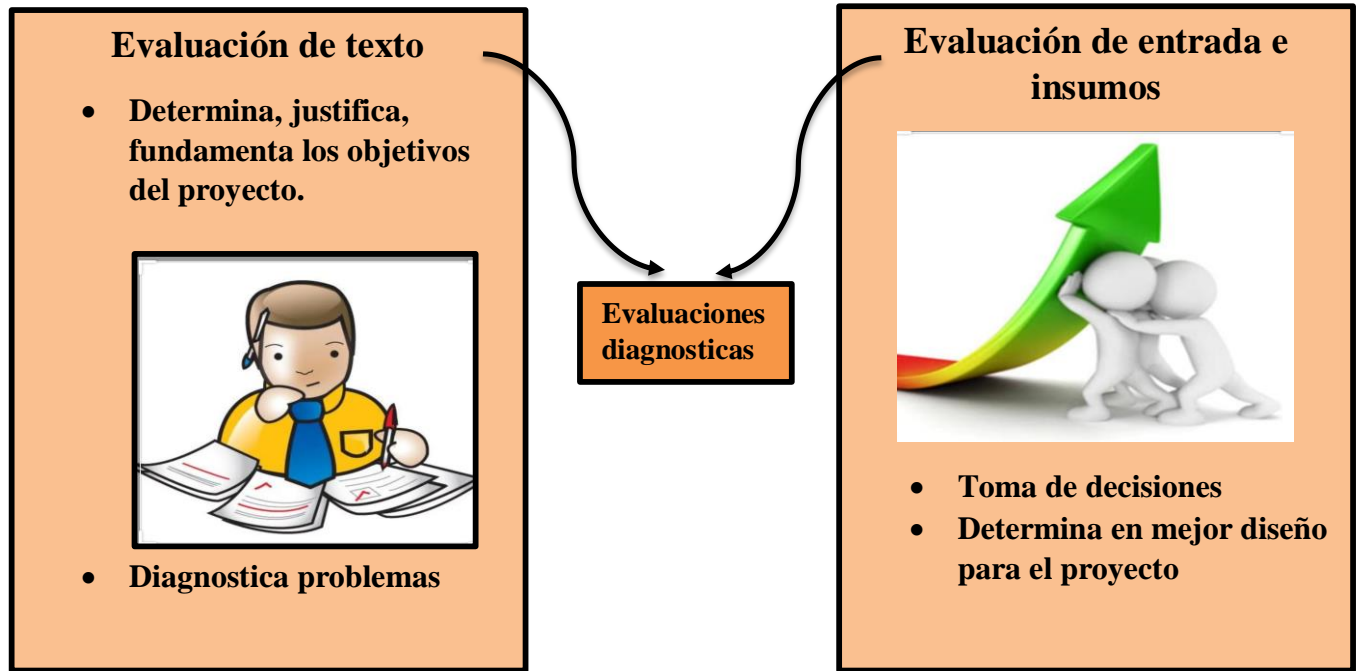 Evaluación de texto
• Determina, justifica,
fundamenta los objetivos
del proyecto.
• Diagnostica problemas
Evaluaciones
diagnosticas
Evaluación de entrada e
insumos
• Toma de decisiones
• Determina en mejor diseño
para el proyecto